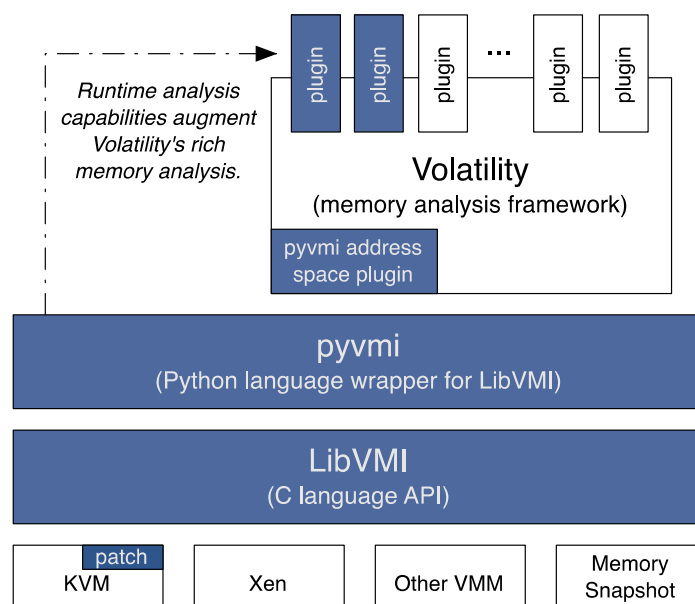 plugin
plugin
plugin
...
plugin
plugin
Runtime analysis
capabilities augment
Volatility's rich
memory analysis.
Volatility
(memory analysis framework)
pyvmi address
space plugin
pyvmi
(Python language wrapper for LibVMI)
LibVMI
(C language API)
patch
KVM
Xen
Other VMM
Memory
Snapshot